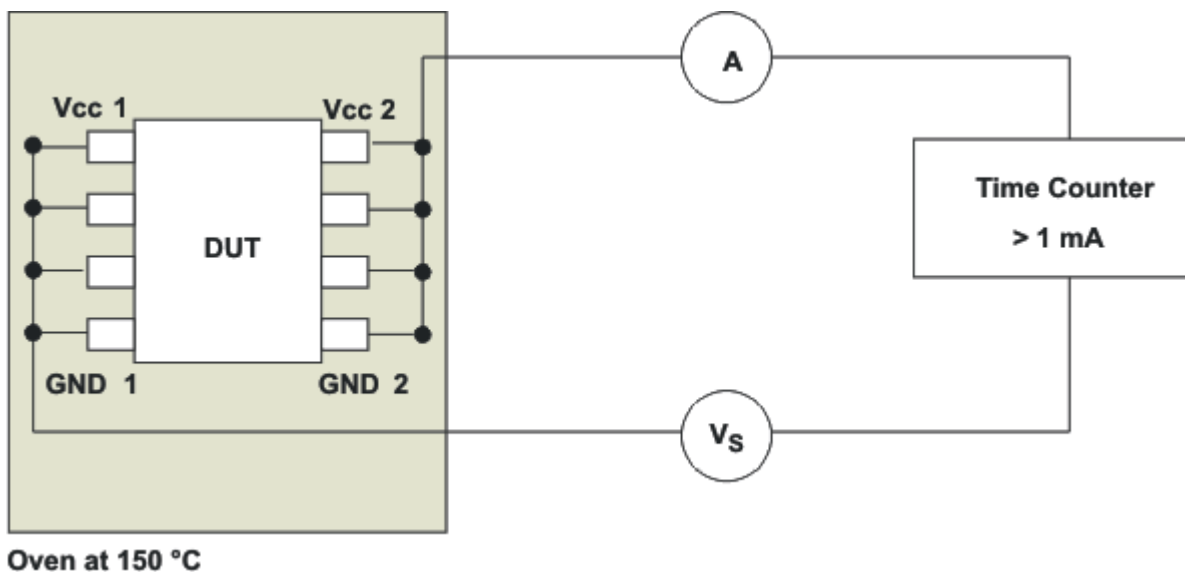 A
Vcc 1
Vcc 2
Time Counter
> 1 mA
DUT
GND 1
GND 2
VS
Oven at 150 °C